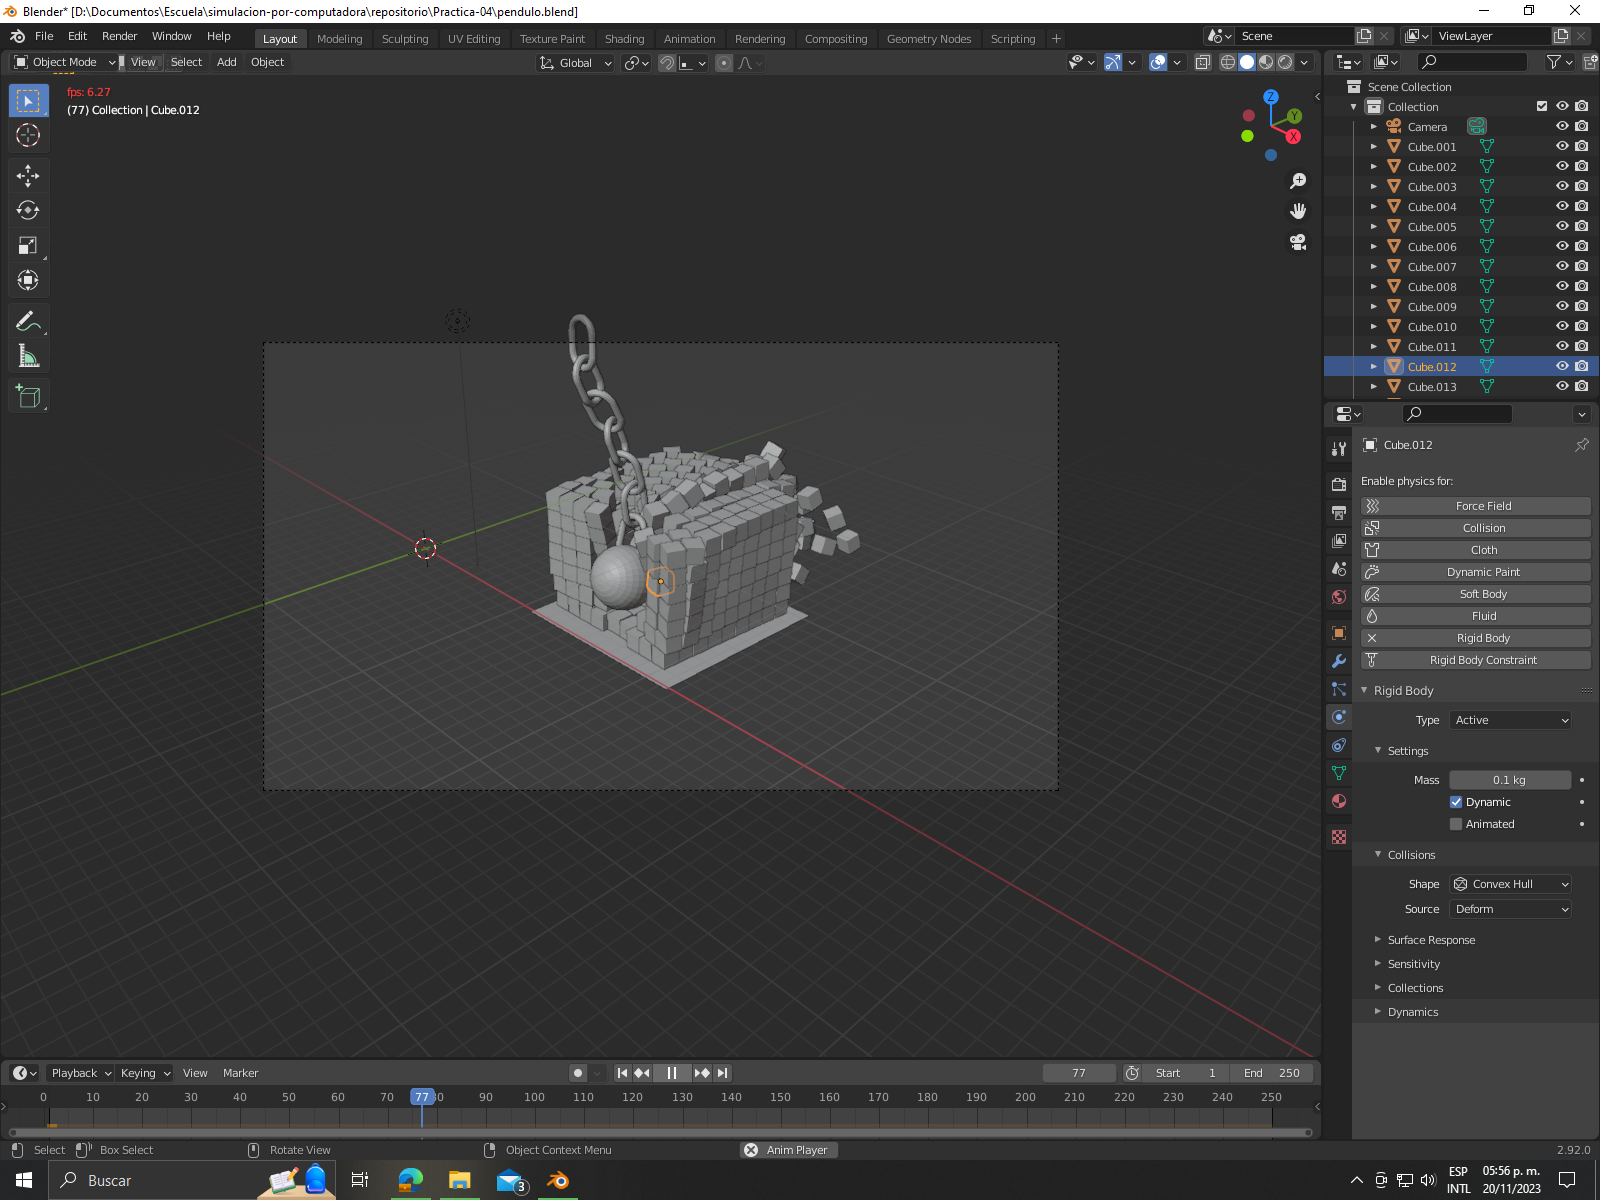 Blender* [D:\Documentos\Escuela\simulacion-por-computadora\repositorio\Practica-04\pendulo.blend]
File Edit Render Window Help
Layout Modeling Sculpting UV Editing Texture Paint Shading Animation Rendering Compositing Geometry Nodes Scripting +
Scene
ViewLayer
Object Mode View Select Add Object
Global
fps: 6.27
(77) Collection | Cube.012
Z
Y
X
Scene Collection
Collection
Camera
Cube.001
Cube.002
Cube.003
Cube.004
Cube.005
Cube.006
Cube.007
Cube.008
Cube.009
Cube.010
Cube.011
Cube.012
Cube.013
Cube.012
Enable physics for:
Force Field
Collision
Cloth
Dynamic Paint
Soft Body
Fluid
Rigid Body
Rigid Body Constraint
Rigid Body
Type Active
Settings
Mass 0.1 kg
Dynamic
Animated
Collisions
Shape Convex Hull
Source Deform
Surface Response
Sensitivity
Collections
Dynamics
Playback Keying View Marker
77 Start 1 End 250
0 10 20 30 40 50 60 70 77 90 100 110 120 130 140 150 160 170 180 190 200 210 220 230 240 250
Select Box Select Rotate View Object Context Menu Anim Player 2.92.0
Buscar
3
ESP
INTL
05:56 p. m.
20/11/2023